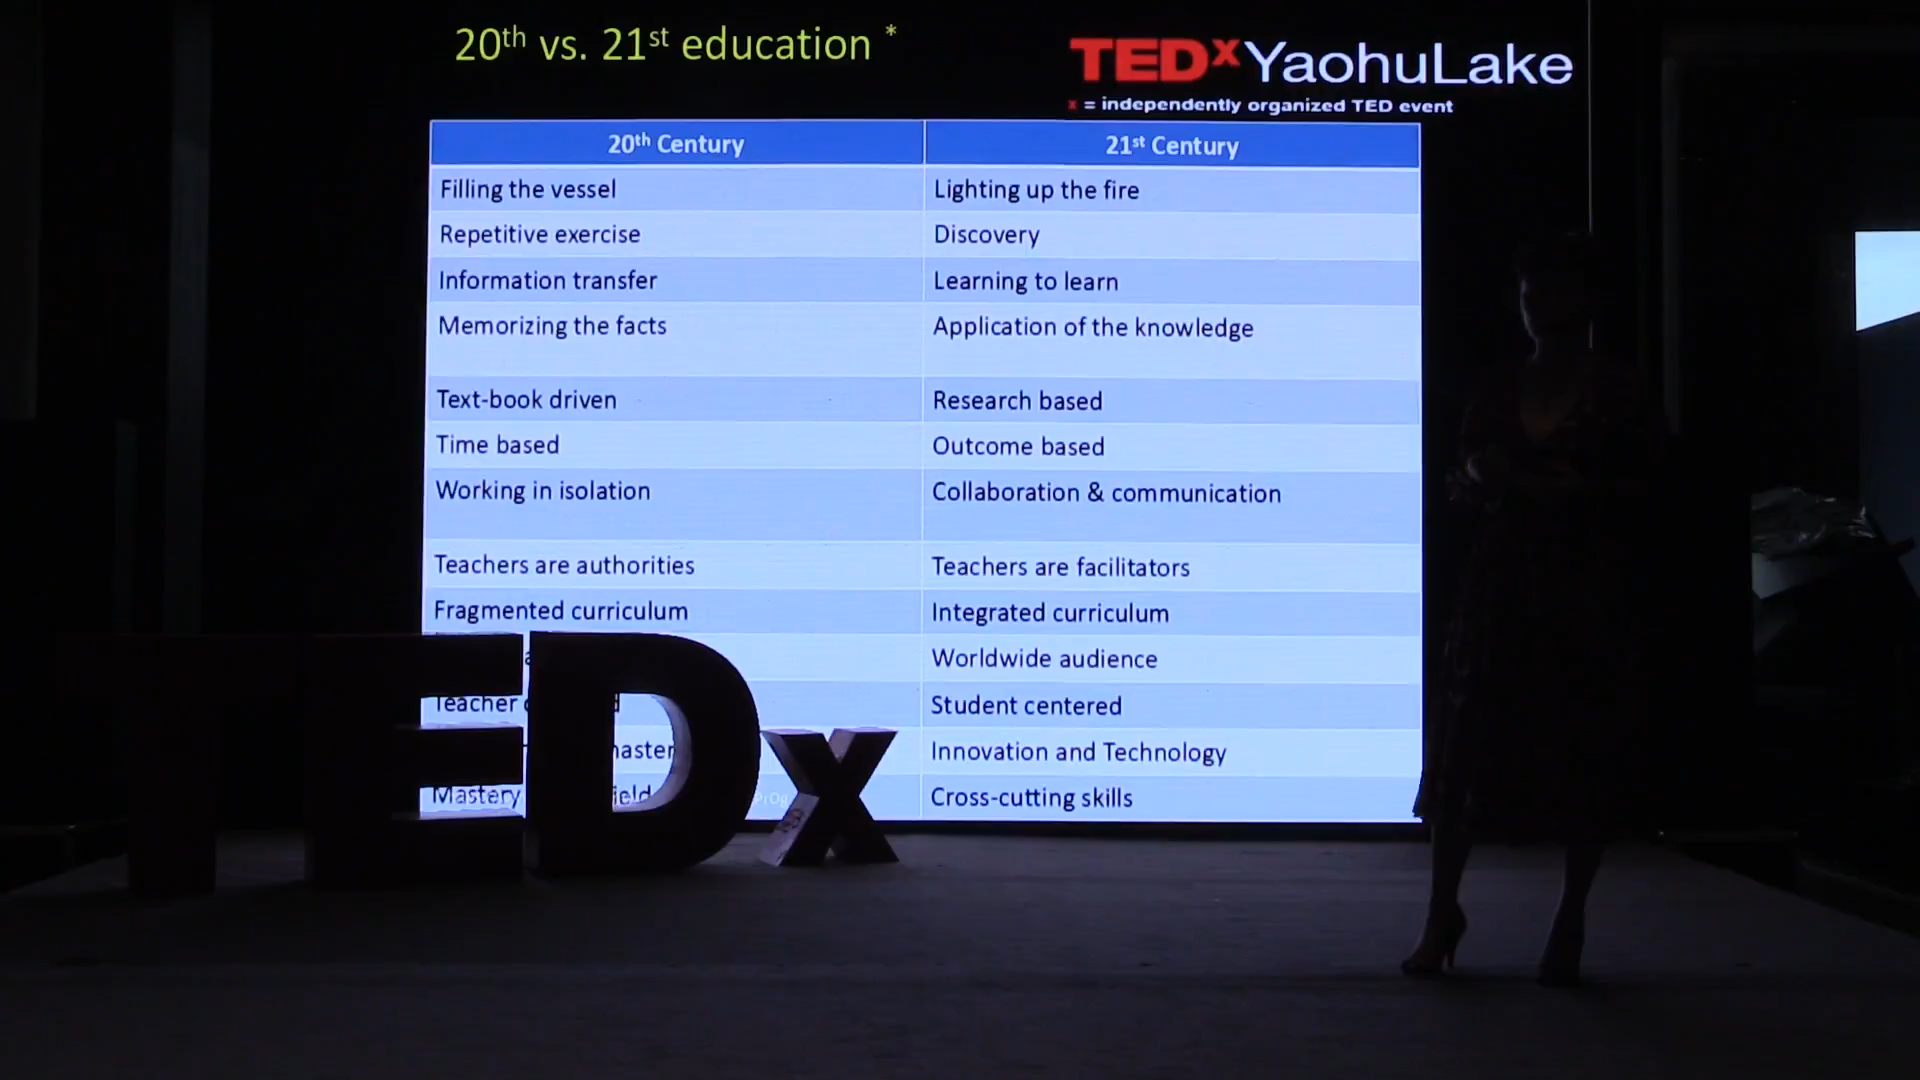 20th vs. 21st education *
TEDxYaohuLake
x = independently organized TED event
20th Century 21st Century
Filling the vessel Lighting up the fire
Repetitive exercise Discovery
Information transfer Learning to learn
Memorizing the facts Application of the knowledge
Text-book driven Research based
Time based Outcome based
Working in isolation Collaboration & communication
Teachers are authorities Teachers are facilitators
Fragmented curriculum Integrated curriculum
Worldwide audience
Teacher Student centered
Innovation and Technology
Mastery Cross-cutting skills
TEDx